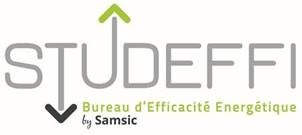 STUDEFFI
Bureau d'Efficacité Energétique
by Samsic